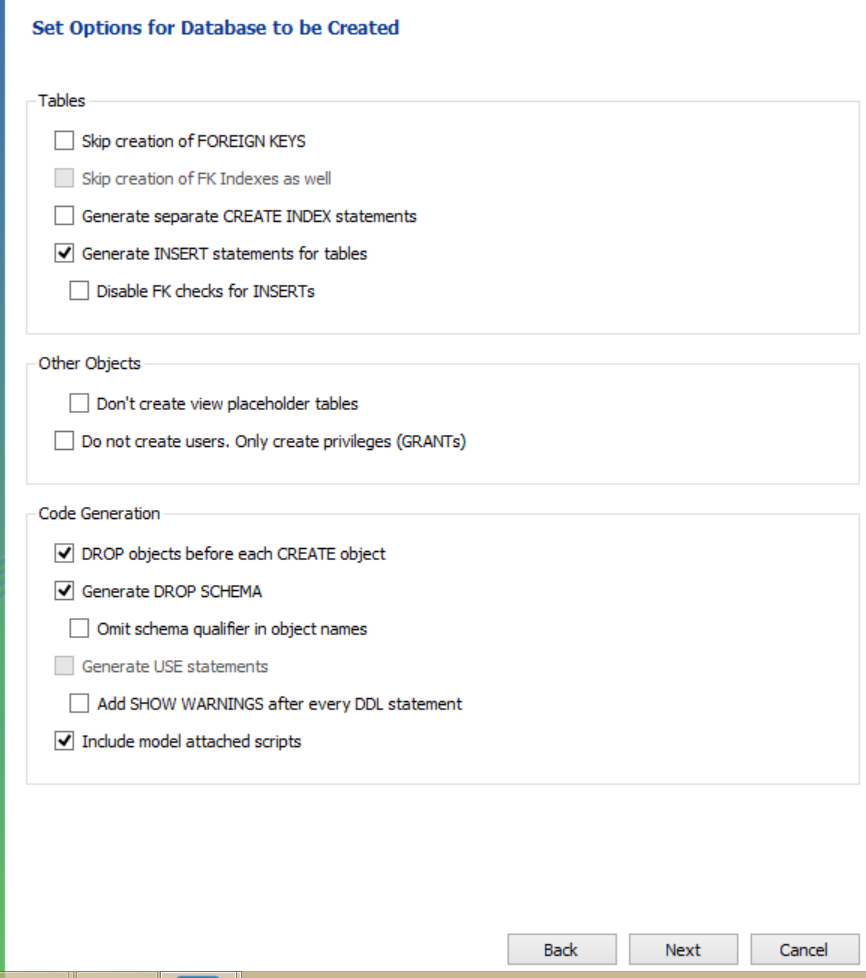 Set Options for Database to be Created
Tables
Skip creation of FOREIGN KEYS
Skip creation of FK Indexes as well
Generate separate CREATE INDEX statements
Generate INSERT statements for tables
Disable FK checks for INSERTs
Other Objects
Don't create view placeholder tables
Do not create users. Only create privileges (GRANTs)
Code Generation
DROP objects before each CREATE object
Generate DROP SCHEMA
Omit schema qualifier in object names
Generate USE statements
Add SHOW WARNINGS after every DDL statement
Include model attached scripts
Back Next Cancel